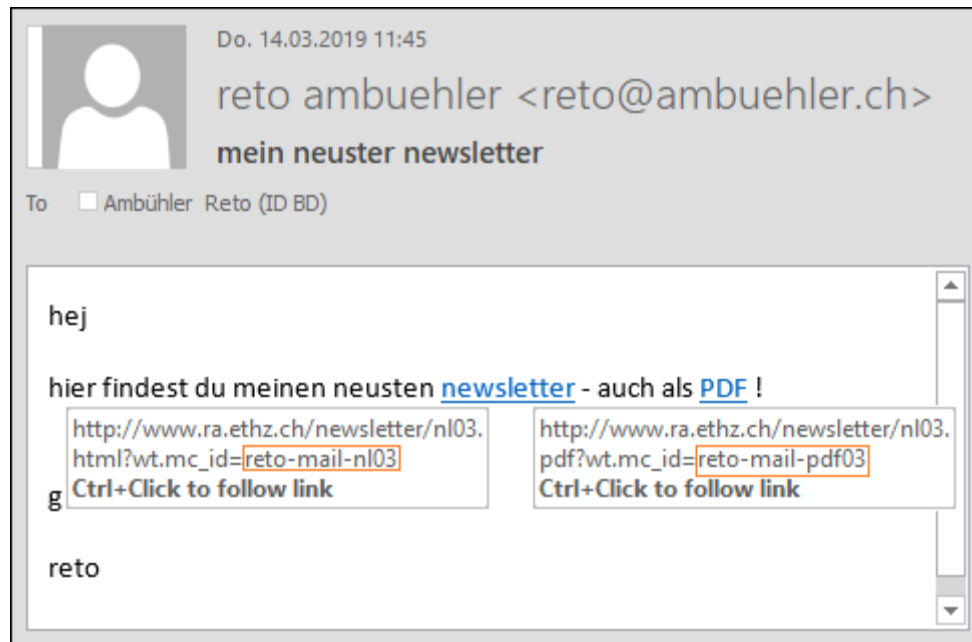 Do. 14.03.2019 11:45
reto ambuehler <reto@ambuehler.ch>
mein neuster newsletter
To Ambühler Reto (ID BD)
hej
hier findest du meinen neusten newsletter - auch als PDF !
http://www.ra.ethz.ch/newsletter/nl03.
html?wt.mc_id=reto-mail-nl03
Ctrl+Click to follow link
http://www.ra.ethz.ch/newsletter/nl03.
pdf?wt.mc_id=reto-mail-pdf03
Ctrl+Click to follow link
g
reto